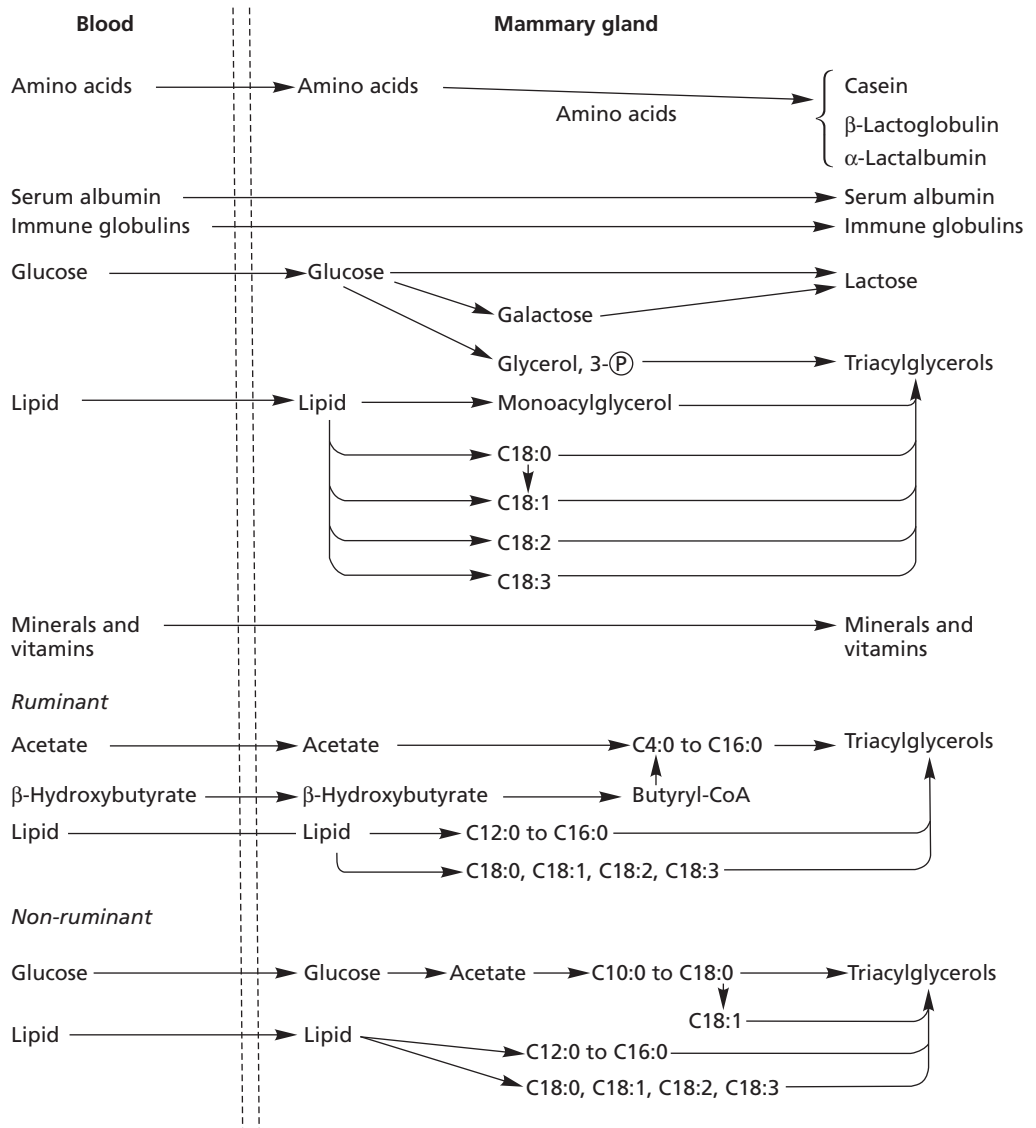 Blood Mammary gland
Amino acids Amino acids Amino acids Casein
β-Lactoglobulin
α-Lactalbumin
Serum albumin Serum albumin
Immune globulins Immune globulins
Glucose Glucose Lactose
Galactose
Glycerol, 3-Ⓟ Triacylglycerols
Lipid Lipid Monoacylglycerol
C18:0
C18:1
C18:2
C18:3
Minerals and Minerals and
vitamins vitamins
Ruminant
Acetate Acetate C4:0 to C16:0 Triacylglycerols
β-Hydroxybutyrate β-Hydroxybutyrate Butyryl-CoA
Lipid Lipid C12:0 to C16:0
C18:0, C18:1, C18:2, C18:3
Non-ruminant
Glucose Glucose Acetate C10:0 to C18:0 Triacylglycerols
C18:1
Lipid Lipid
C12:0 to C16:0
C18:0, C18:1, C18:2, C18:3